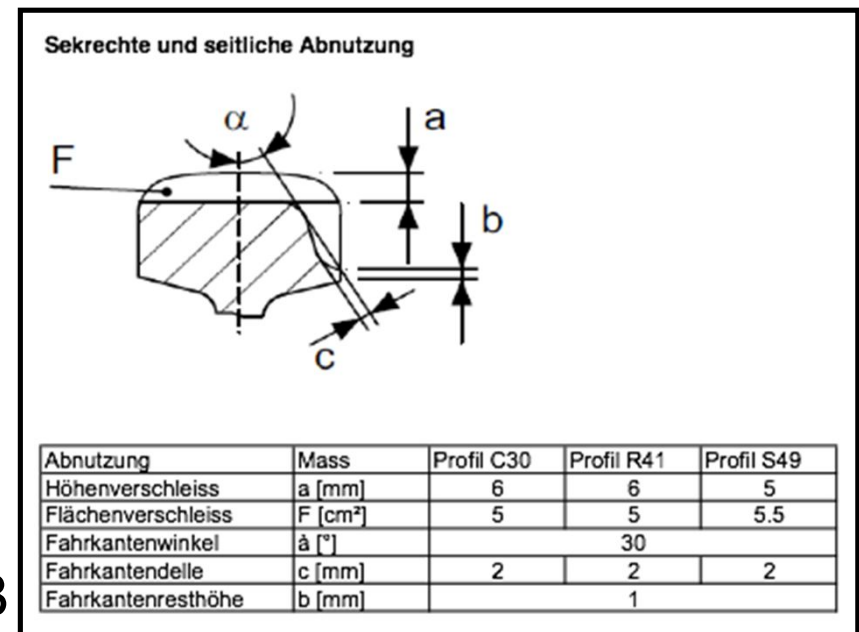 Sekrechte und seitliche Abnutzung
α
a
F
b
c
Abnutzung Mass Profil C30 Profil R41 Profil S49
Höhenverschleiss a [mm] 6 6 5
Flächenverschleiss F [cm²] 5 5 5.5
Fahrkantenwinkel à [°] 30
Fahrkantendelle c [mm] 2 2 2
Fahrkantenresthöhe b [mm] 1